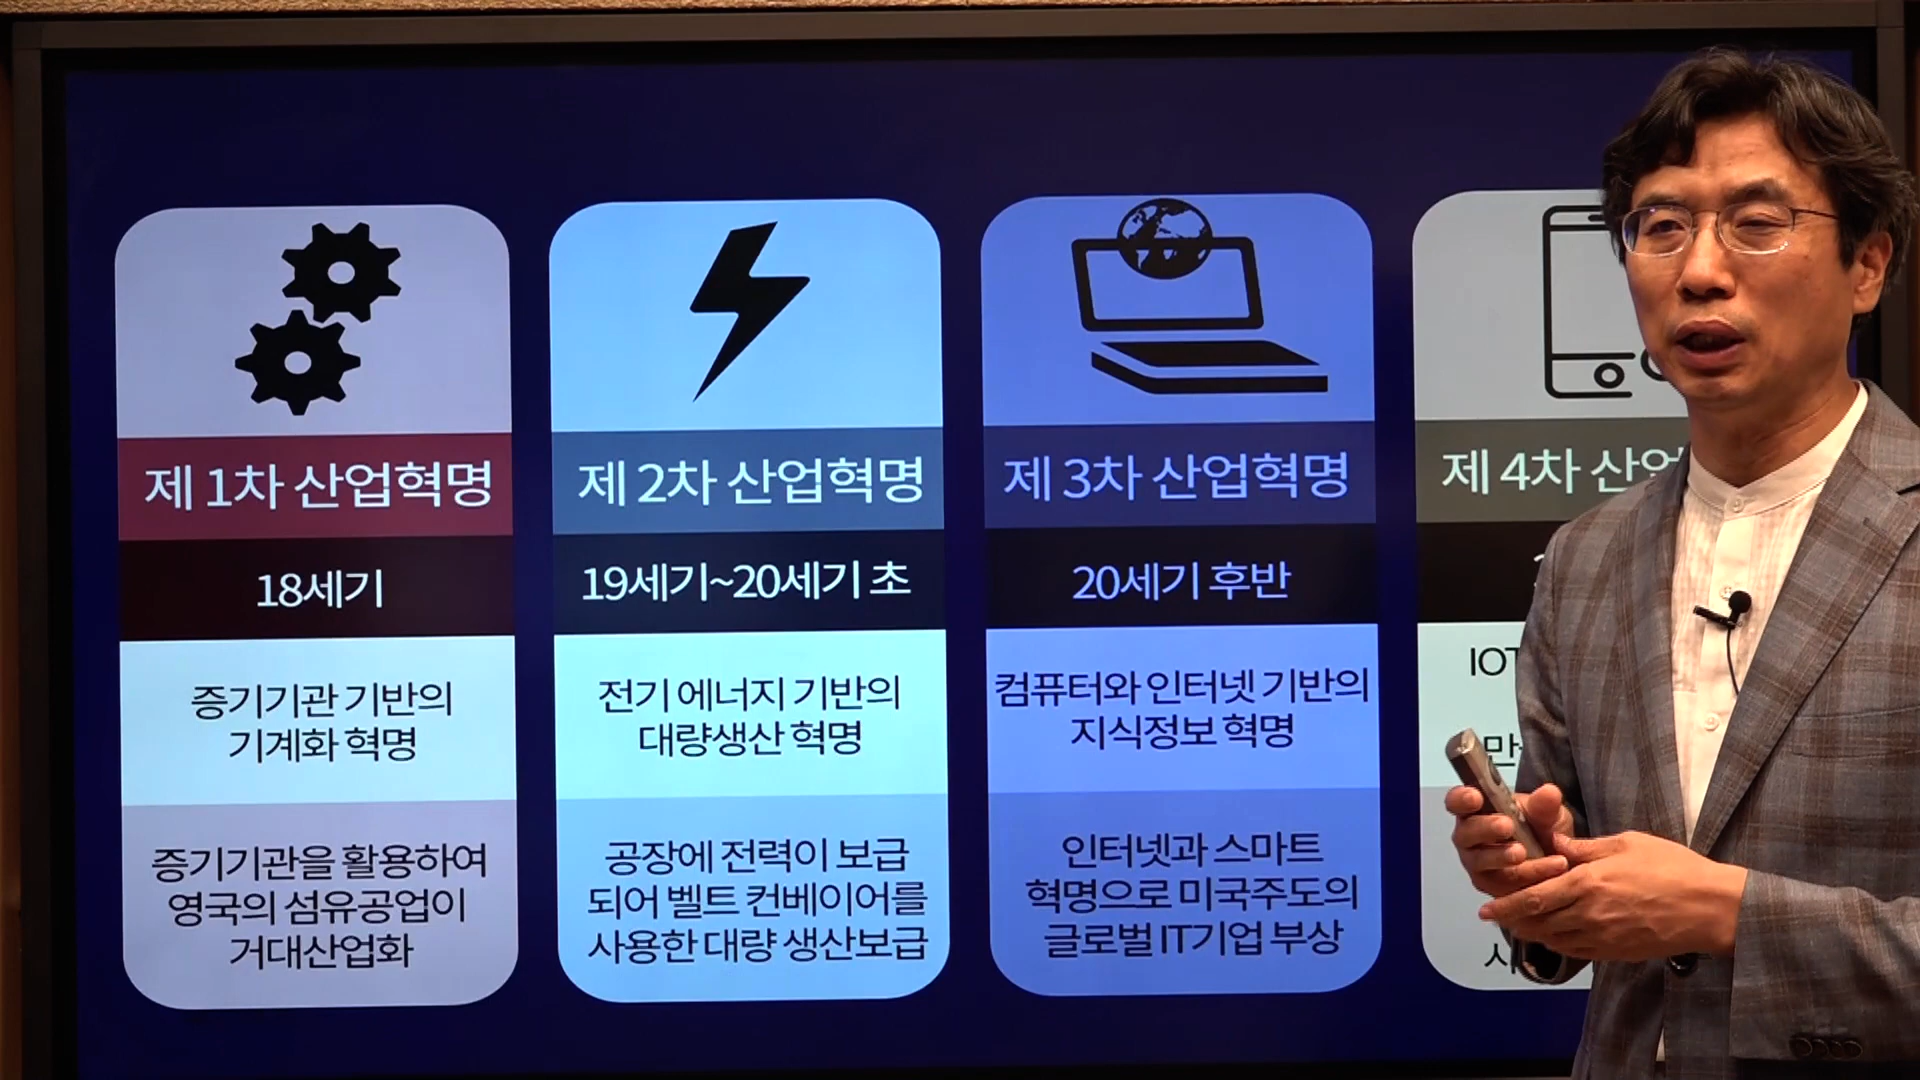 제 1차 산업혁명
18세기
증기기관 기반의
기계화 혁명
증기기관을 활용하여
영국의 섬유공업이
거대산업화
제 2차 산업혁명
19세기~20세기 초
전기 에너지 기반의
대량생산 혁명
공장에 전력이 보급
되어 벨트 컨베이어를
사용한 대량 생산보급
제 3차 산업혁명
20세기 후반
컴퓨터와 인터넷 기반의
지식정보 혁명
인터넷과 스마트
혁명으로 미국주도의
글로벌 IT기업 부상
제 4차